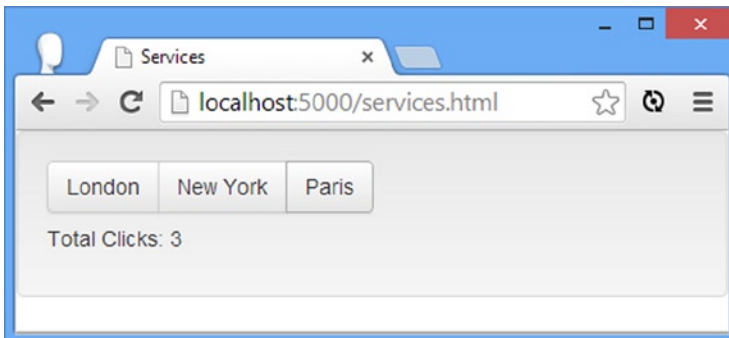 Services
localhost:5000/services.html
London New York Paris
Total Clicks: 3